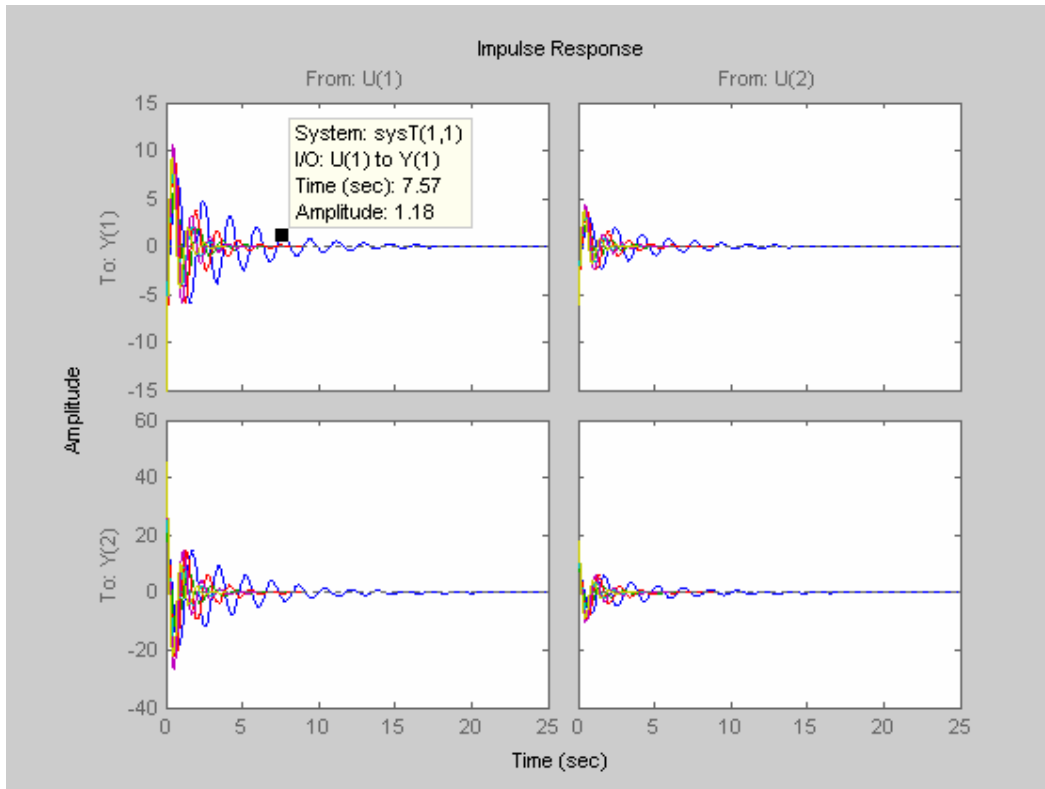 Impulse Response
From: U(1)
From: U(2)
15
10
5
0
-5
-10
-15
To: Y(1)
System: sysT(1,1)
I/O: U(1) to Y(1)
Time (sec): 7.57
Amplitude: 1.18
Amplitude
60
40
20
0
-20
-40
To: Y(2)
0 5 10 15 20 25
0 5 10 15 20 25
Time (sec)